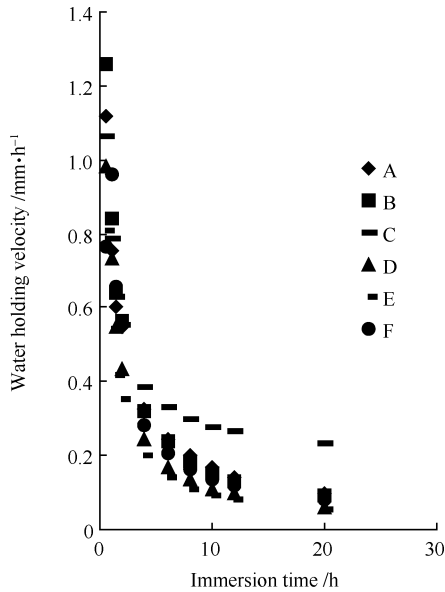 1.4
1.2
1.0
0.8
0.6
0.4
0.2
0
0 10 20 30
Water holding velocity /mm•h⁻¹
Immersion time /h
A
B
C
D
E
F